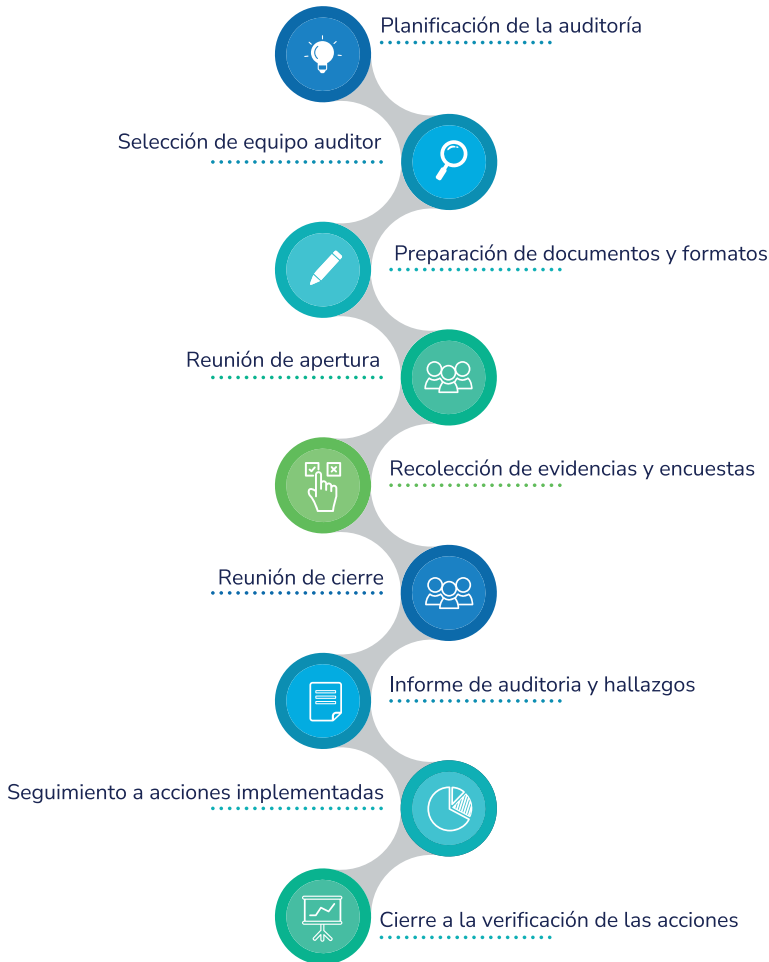 Planificación de la auditoría
Selección de equipo auditor
Preparación de documentos y formatos
Reunión de apertura
Recolección de evidencias y encuestas
Reunión de cierre
Informe de auditoria y hallazgos
Seguimiento a acciones implementadas
Cierre a la verificación de las acciones